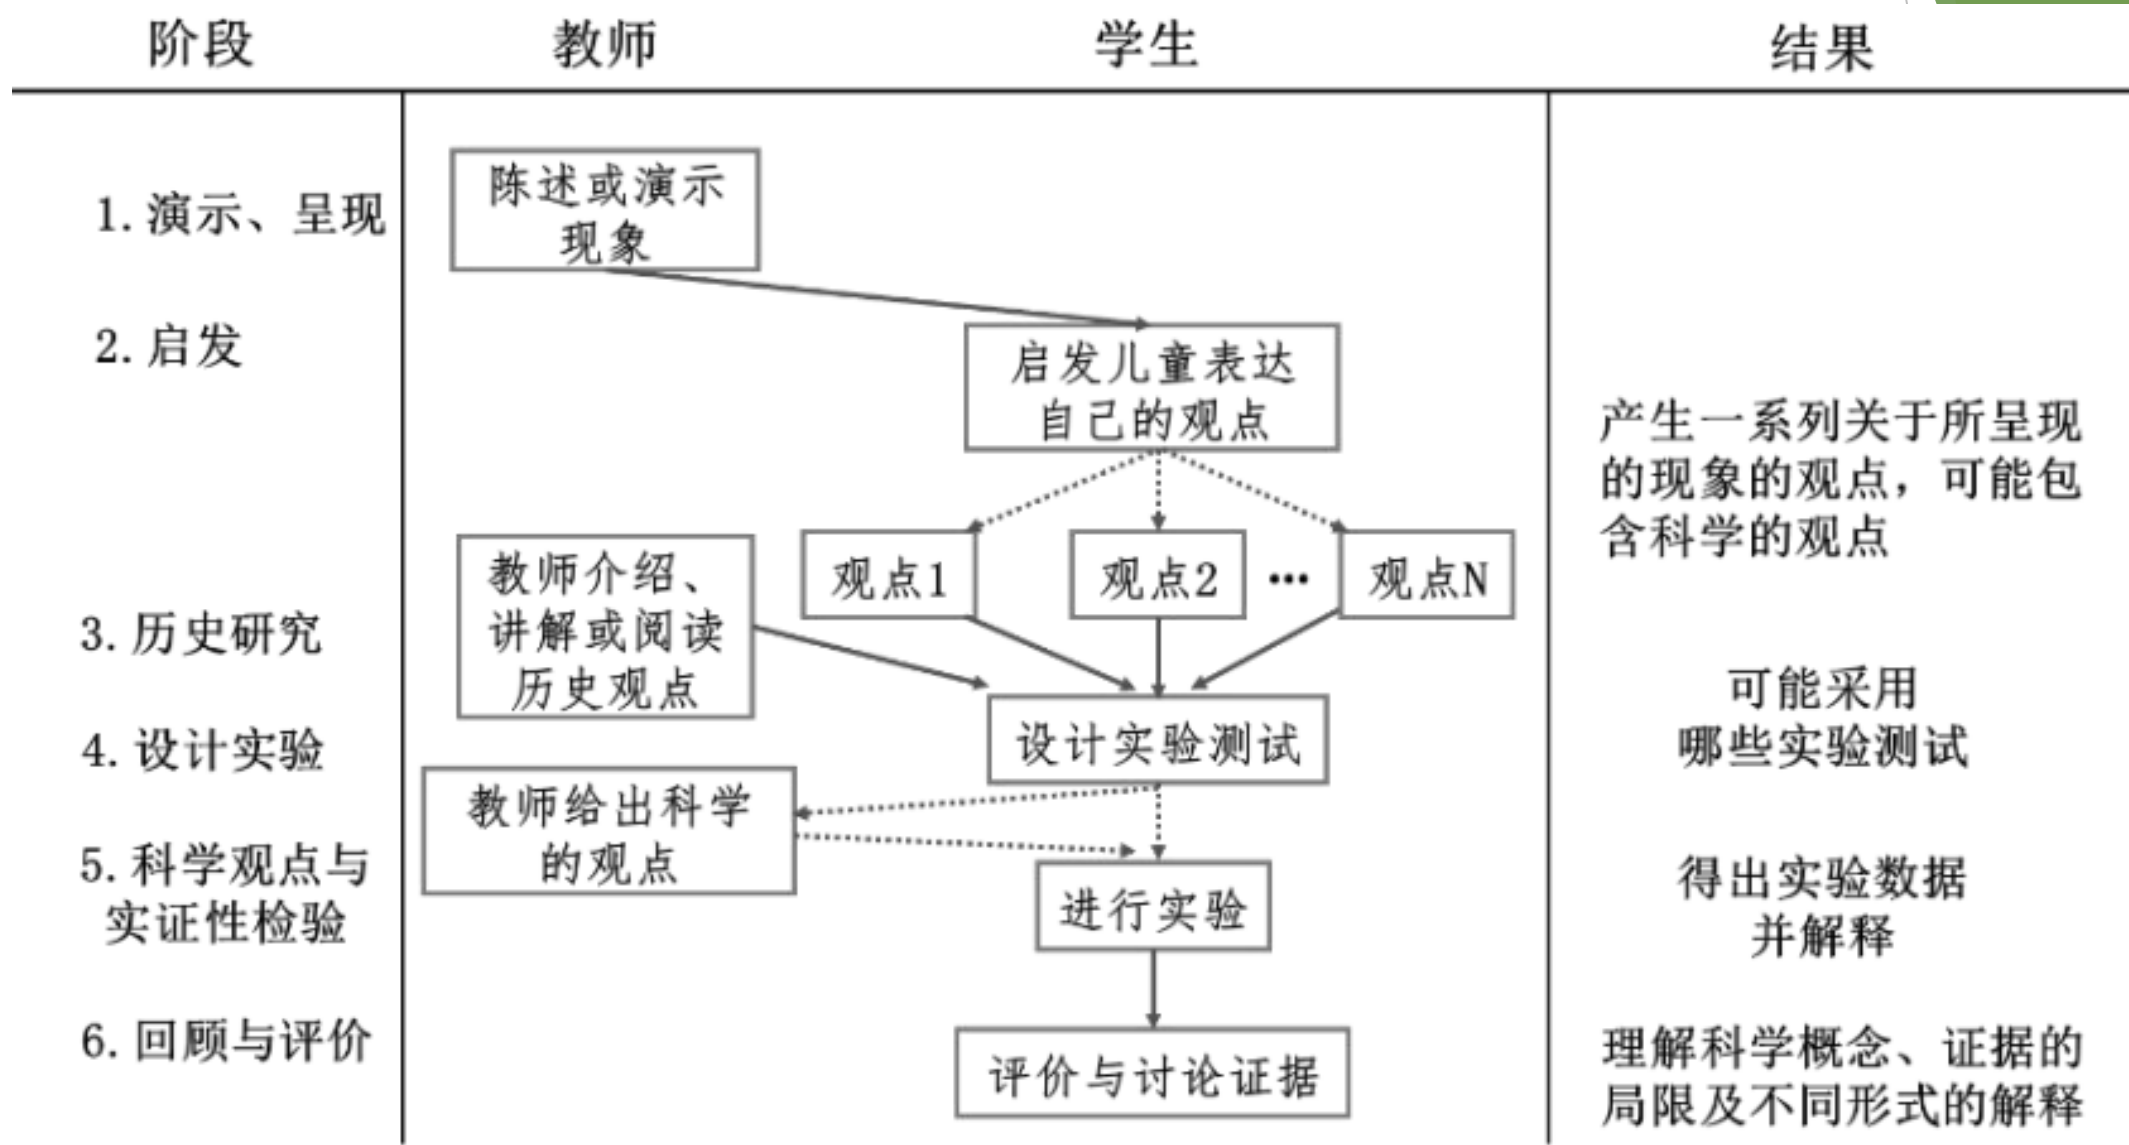 阶段
教师
学生
结果
1.演示、呈现
陈述或演示
现象
2.启发
启发儿童表达
自己的观点
产生一系列关于所呈现
的现象的观点，可能包
含科学的观点
观点1
观点2
…
观点N
3.历史研究
教师介绍、
讲解或阅读
历史观点
4.设计实验
设计实验测试
可能采用
哪些实验测试
5.科学观点与
实证性检验
教师给出科学
的观点
进行实验
得出实验数据
并解释
6.回顾与评价
评价与讨论证据
理解科学概念、证据的
局限及不同形式的解释